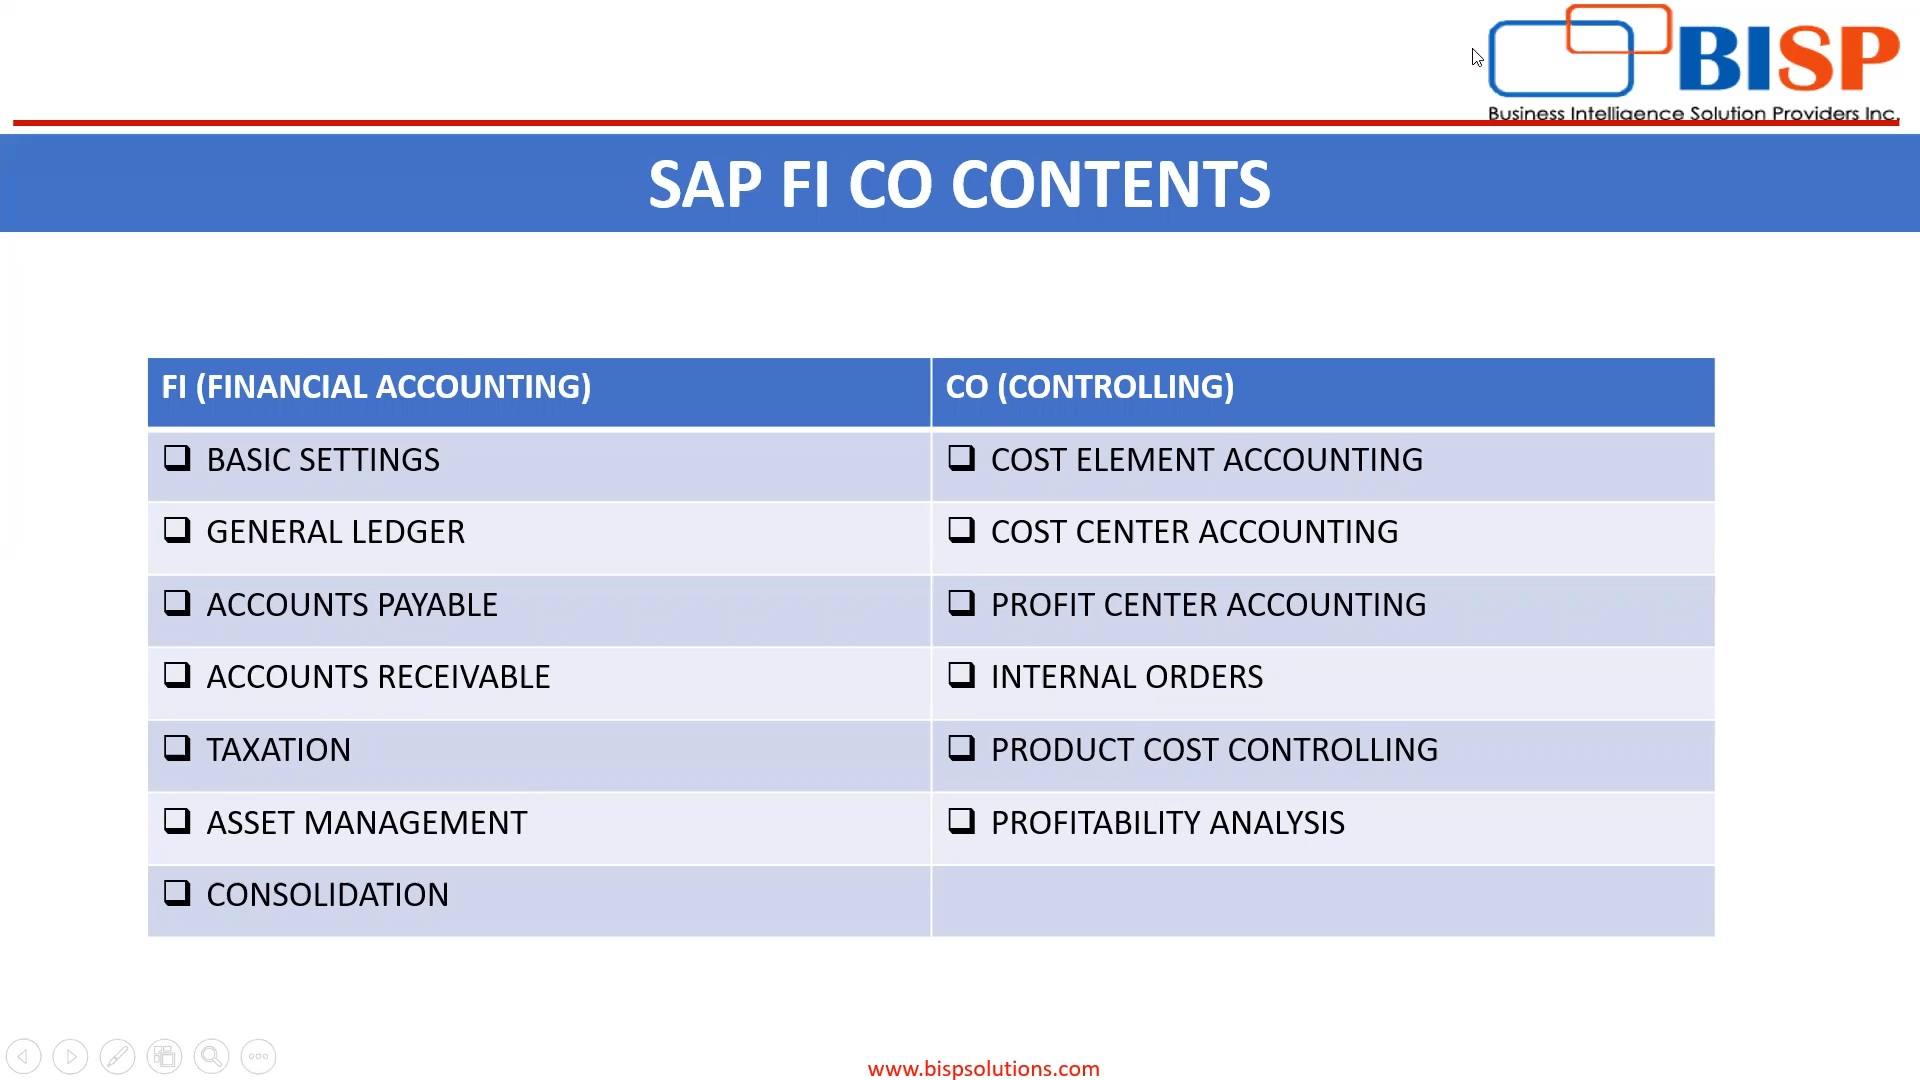 BISP
Business Intelligence Solution Providers Inc.
SAP FI CO CONTENTS
FI (FINANCIAL ACCOUNTING)
CO (CONTROLLING)
BASIC SETTINGS
COST ELEMENT ACCOUNTING
GENERAL LEDGER
COST CENTER ACCOUNTING
ACCOUNTS PAYABLE
PROFIT CENTER ACCOUNTING
ACCOUNTS RECEIVABLE
INTERNAL ORDERS
TAXATION
PRODUCT COST CONTROLLING
ASSET MANAGEMENT
PROFITABILITY ANALYSIS
CONSOLIDATION
www.bispsolutions.com